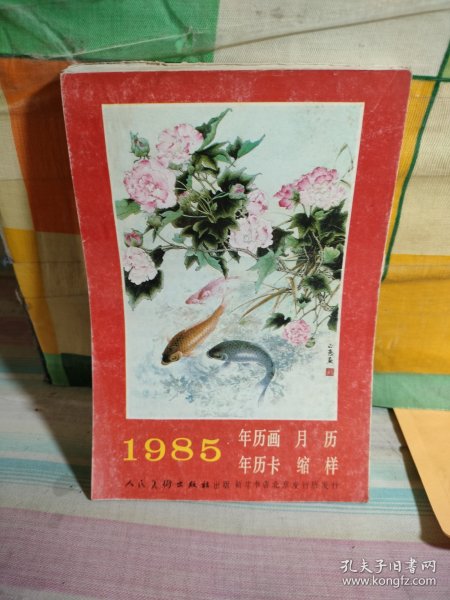 1985
年历画 月历
年历卡 缩样
人民美术出版社出版 新华书店北京发行所发行
孔夫子旧书网
www.kongfz.com